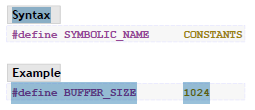 Syntax
#define SYMBOLIC_NAME CONSTANTS
Example
#define BUFFER_SIZE 1024